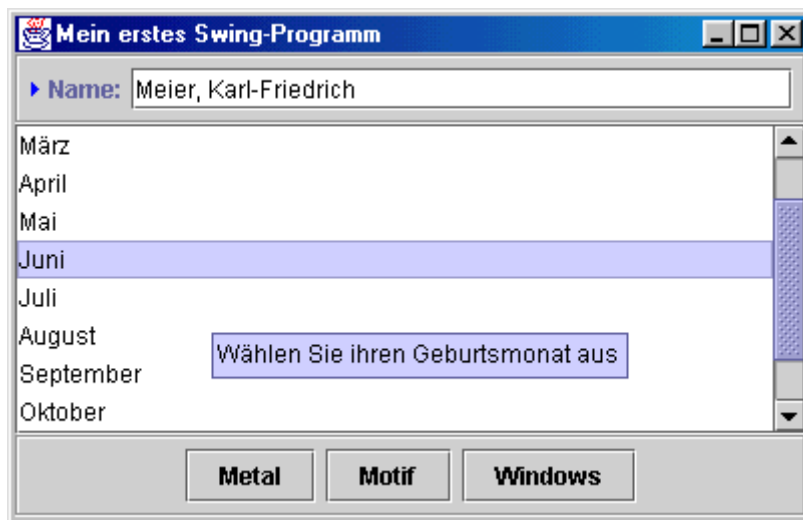 Mein erstes Swing-Programm
Name: Meier, Karl-Friedrich
März
April
Mai
Juni
Juli
August
Wählen Sie ihren Geburtsmonat aus
September
Oktober
Metal Motif Windows